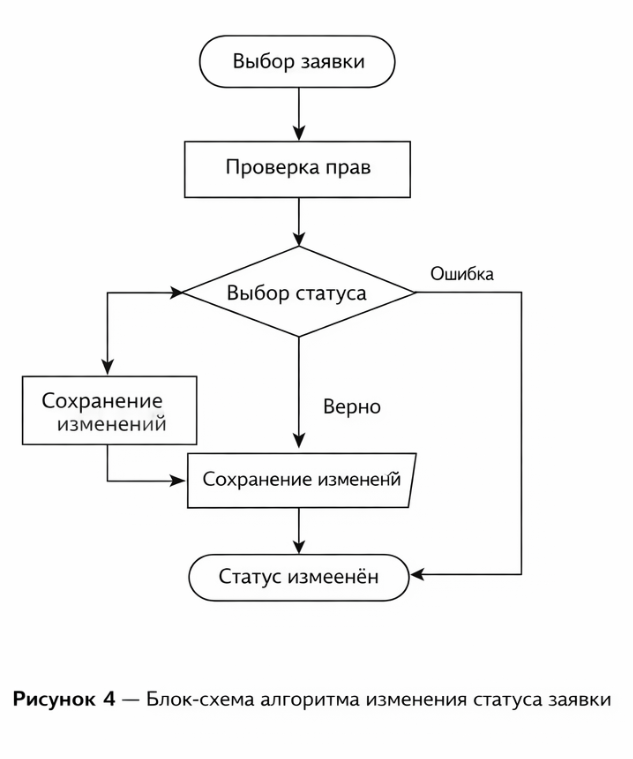 Выбор заявки
Проверка прав
Ошибка
Выбор статуса
Сохранение
изменений
Верно
Сохранение изменений
Статус измеенён
Рисунок 4 — Блок-схема алгоритма изменения статуса заявки